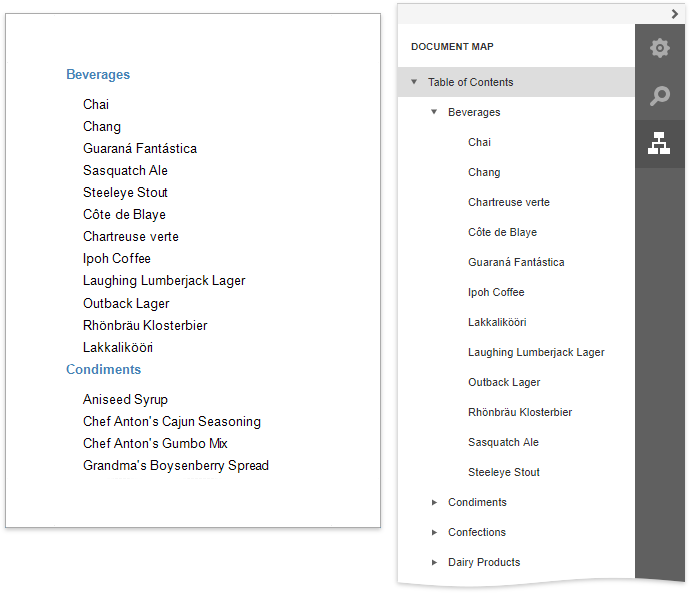 Beverages
Chai
Chang
Guaraná Fantástica
Sasquatch Ale
Steeleye Stout
Côte de Blaye
Chartreuse verte
Ipoh Coffee
Laughing Lumberjack Lager
Outback Lager
Rhönbräu Klosterbier
Lakkalikööri
Condiments
Aniseed Syrup
Chef Anton's Cajun Seasoning
Chef Anton's Gumbo Mix
Grandma's Boysenberry Spread
DOCUMENT MAP
Table of Contents
Beverages
Chai
Chang
Chartreuse verte
Côte de Blaye
Guaraná Fantástica
Ipoh Coffee
Lakkalikööri
Laughing Lumberjack Lager
Outback Lager
Rhönbräu Klosterbier
Sasquatch Ale
Steeleye Stout
Condiments
Confections
Dairy Products